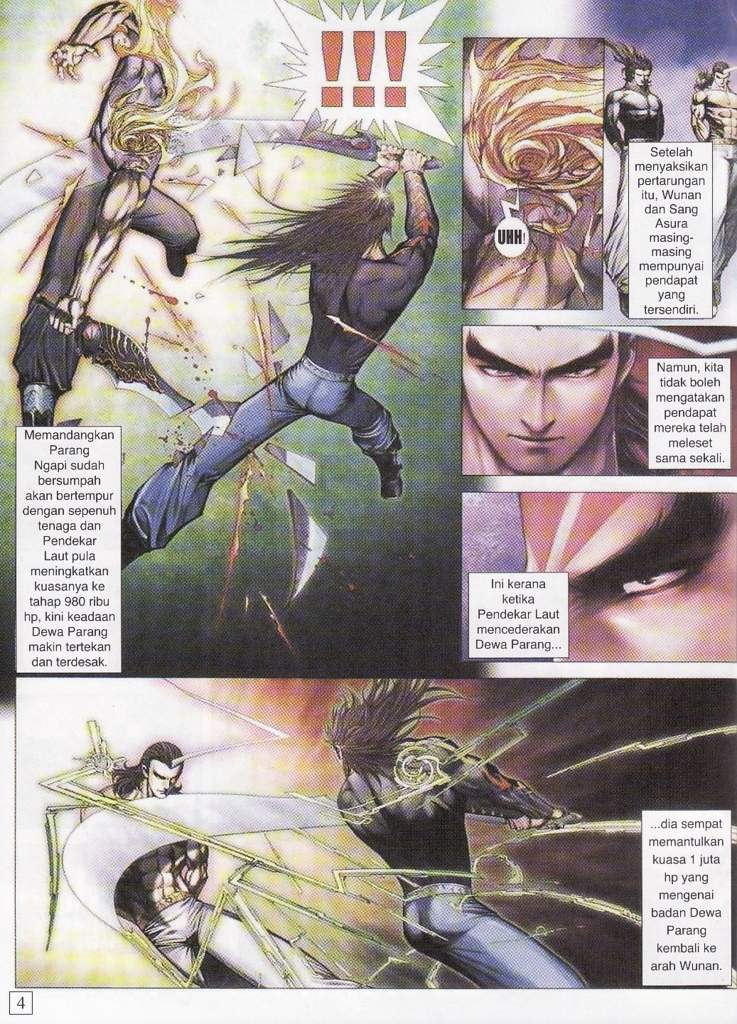 !!!
Memandangkan
Parang
Ngapi sudah
bersumpah
akan bertempur
dengan sepenuh
tenaga dan
Pendekar
Laut pula
meningkatkan
kuasanya ke
tahap 980 ribu
hp, kini keadaan
Dewa Parang
makin tertekan
dan terdesak.
UHH!
Setelah
menyaksikan
pertarungan
itu, Wunan
dan Sang
Asura
masing-
masing
mempunyai
pendapat
yang
tersendiri.
Namun, kita
tidak boleh
mengatakan
pendapat
mereka telah
meleset
sama sekali.
Ini kerana
ketika
Pendekar Laut
mencederakan
Dewa Parang...
...dia sempat
memantulkan
kuasa 1 juta
hp yang
mengenai
badan Dewa
Parang
kembali ke
arah Wunan.
4